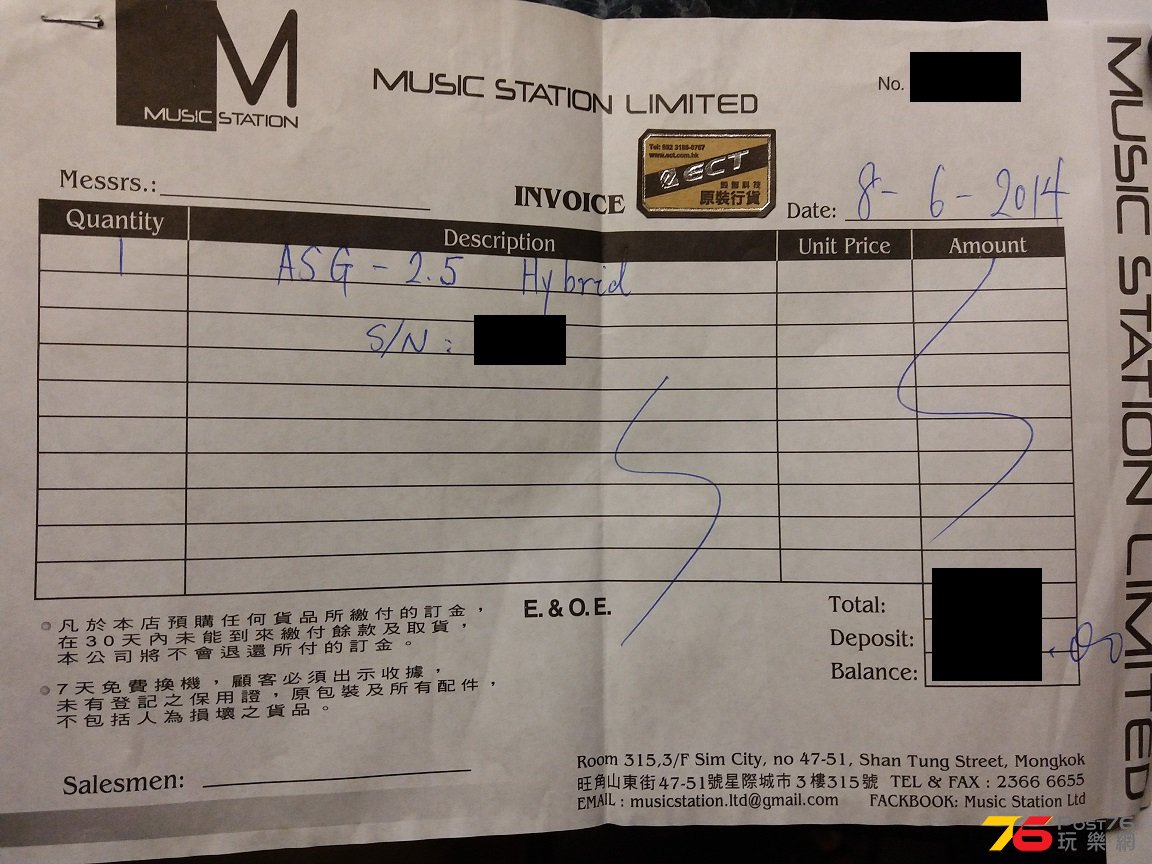 M
MUSIC STATION
MUSIC STATION LIMITED
No.
Tel: 852 3188-0767
www.ect.com.hk
ECT
原裝行貨
Messrs.:
INVOICE
Date: 8-6-2014
Quantity Description Unit Price Amount
1 ASG-2.5 Hybrid
S/N:
凡於本店預購任何貨品所繳付的訂金，
在30天內未能到來繳付餘款及取貨，
本公司將不會退還所付的訂金。
7天免費換機，顧客必須出示收據，
未有登記之保用證，原包裝及所有配件，
不包括人為損壞之貨品。
E. & O. E.
Total:
Deposit:
Balance:
Salesmen:
Room 315,3/F Sim City, no 47-51, Shan Tung Street, Mongkok
旺角山東街47-51號星際城市3樓315號 TEL & FAX : 2366 6655
EMAIL : musicstation.ltd@gmail.com FACKBOOK: Music Station Ltd
MUSIC STATION LIMITED
76 Post76
玩樂網